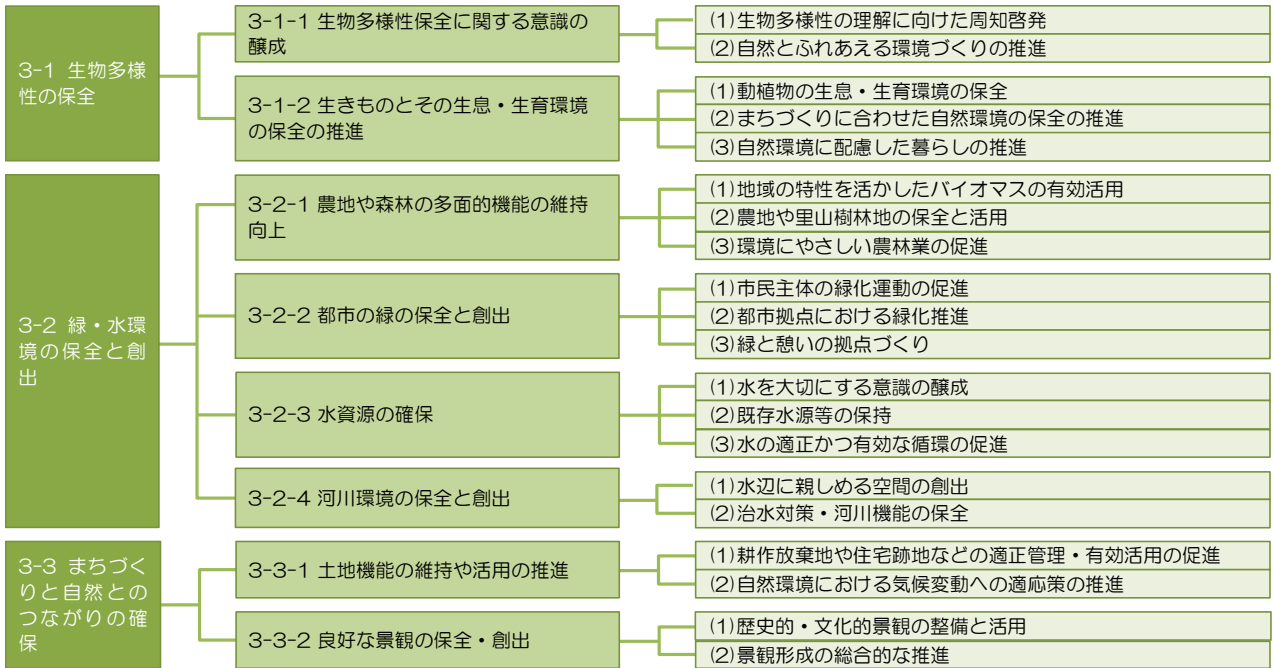 3-1 生物多様
性の保全
3-1-1 生物多様性保全に関する意識の
醸成
(1)生物多様性の理解に向けた周知啓発
(2)自然とふれあえる環境づくりの推進
3-1-2 生きものとその生息・生育環境
の保全の推進
(1)動植物の生息・生育環境の保全
(2)まちづくりに合わせた自然環境の保全の推進
(3)自然環境に配慮した暮らしの推進
3-2 緑・水環
境の保全と創
出
3-2-1 農地や森林の多面的機能の維持
向上
(1)地域の特性を活かしたバイオマスの有効活用
(2)農地や里山樹林地の保全と活用
(3)環境にやさしい農林業の促進
3-2-2 都市の緑の保全と創出
(1)市民主体の緑化運動の促進
(2)都市拠点における緑化推進
(3)緑と憩いの拠点づくり
3-2-3 水資源の確保
(1)水を大切にする意識の醸成
(2)既存水源等の保持
(3)水の適正かつ有効な循環の促進
3-2-4 河川環境の保全と創出
(1)水辺に親しめる空間の創出
(2)治水対策・河川機能の保全
3-3 まちづく
りと自然との
つながりの確
保
3-3-1 土地機能の維持や活用の推進
(1)耕作放棄地や住宅跡地などの適正管理・有効活用の促進
(2)自然環境における気候変動への適応策の推進
3-3-2 良好な景観の保全・創出
(1)歴史的・文化的景観の整備と活用
(2)景観形成の総合的な推進